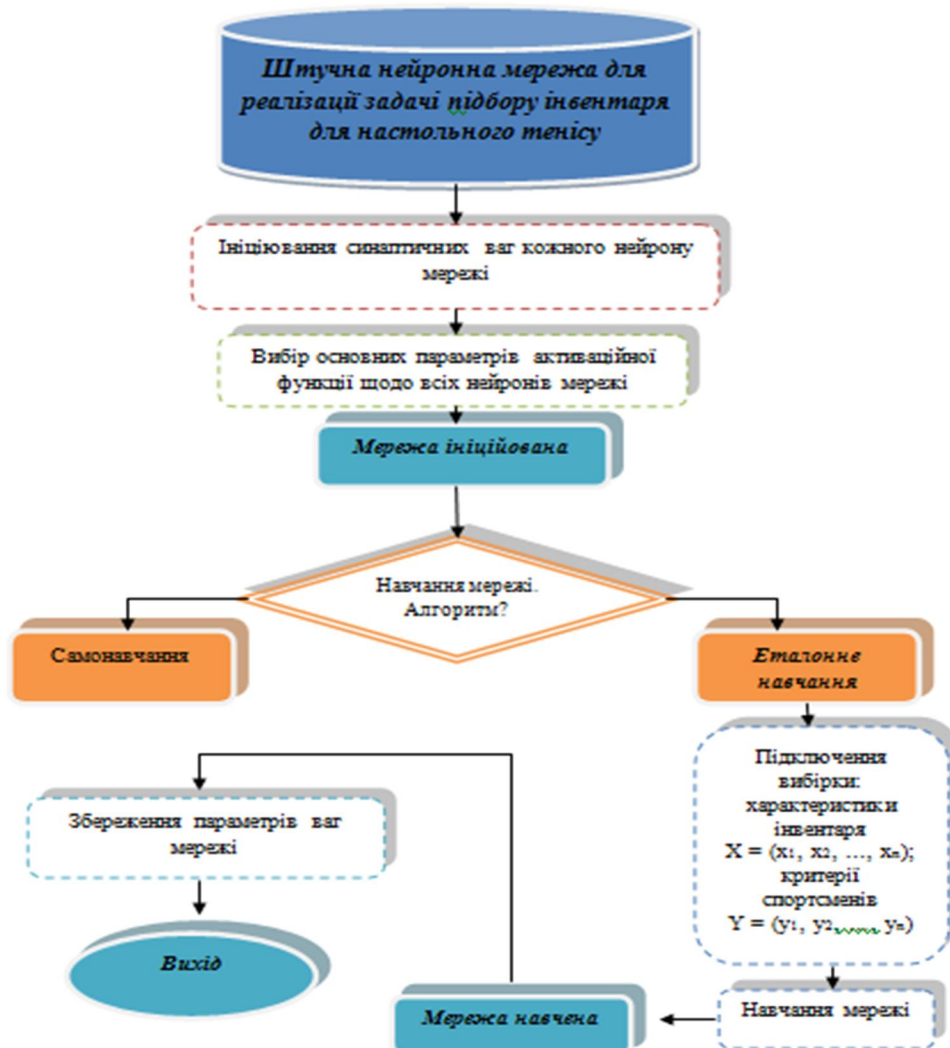 Штучна нейронна мережа для
реалізації задачі підбору інвентаря
для настольного тенісу
Ініціювання синаптичних ваг кожного нейрону
мережі
Вибір основних параметрів активаційної
функції щодо всіх нейронів мережі
Мережа ініційована
Навчання мережі.
Алгоритм?
Самонавчання
Еталонне
навчання
Підключення
вибірки:
характеристики
інвентаря
X = (x₁, x₂, ..., xₙ);
критерії
спортсменів
Y = (y₁, y₂,...., yₙ)
Навчання мережі
Мережа навчена
Збереження параметрів ваг
мережі
Вихід